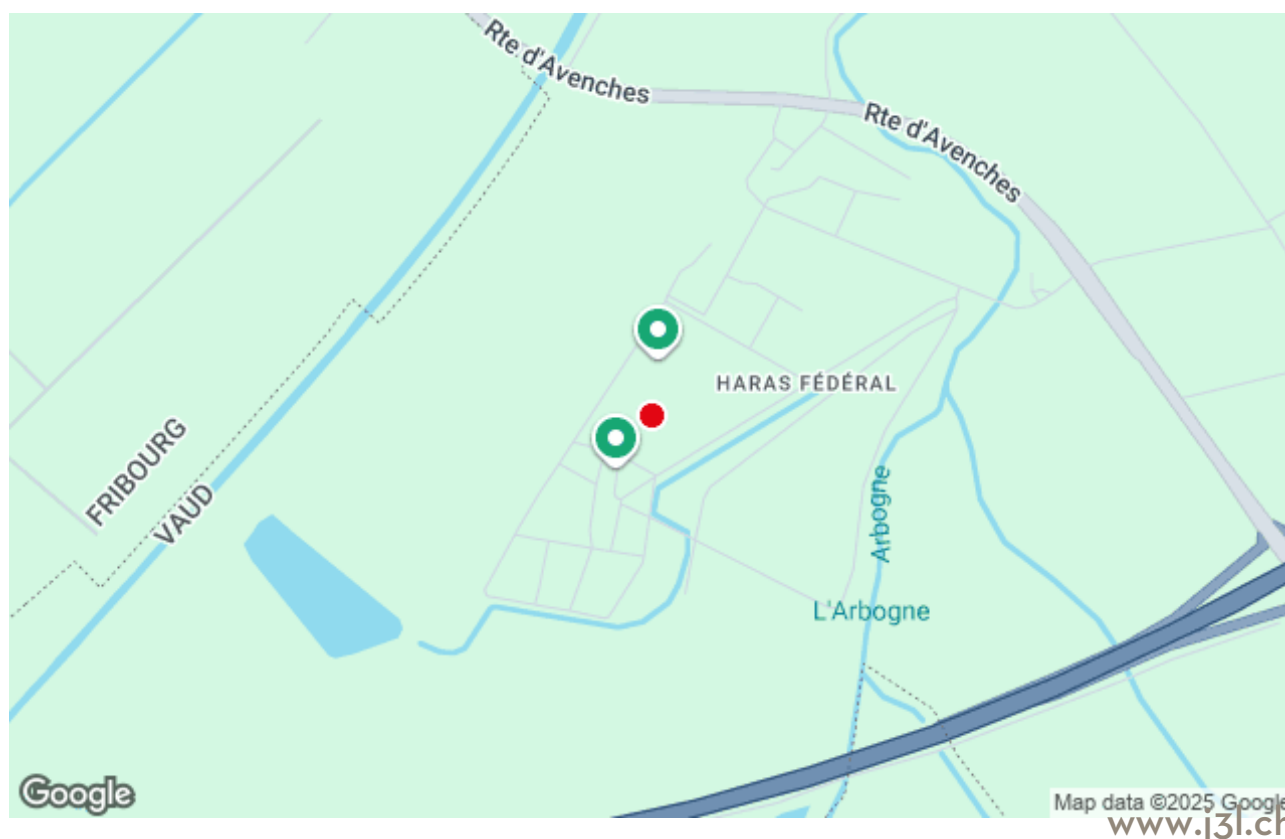 Rte d'Avenches
Rte d'Avenches
HARAS FÉDÉRAL
FRIBOURG
VAUD
Arbogne
L'Arbogne
Google
Map data ©2025 Google
www.j3l.ch